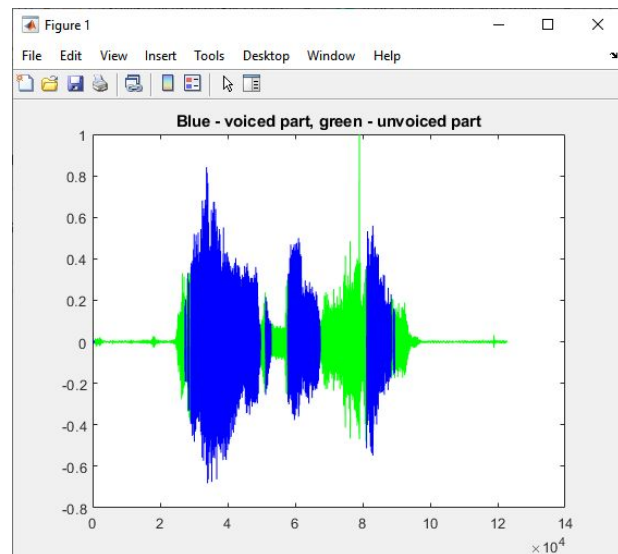 Figure 1
File Edit View Insert Tools Desktop Window Help
Blue - voiced part, green - unvoiced part
1
0.8
0.6
0.4
0.2
0
-0.2
-0.4
-0.6
-0.8
0 2 4 6 8 10 12 14
×10⁴